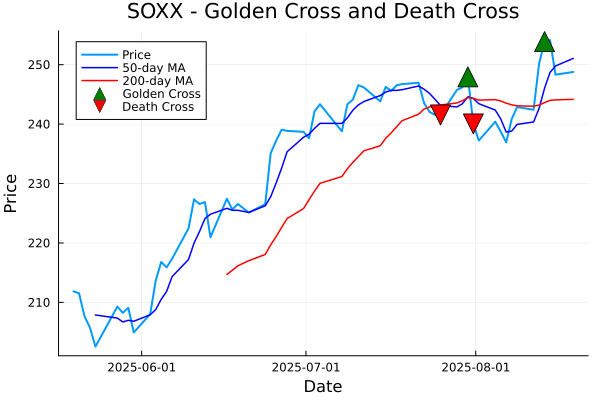 SOXX - Golden Cross and Death Cross
Price
50-day MA
200-day MA
Golden Cross
Death Cross
250
240
230
220
210
Price
2025-06-01
2025-07-01
2025-08-01
Date